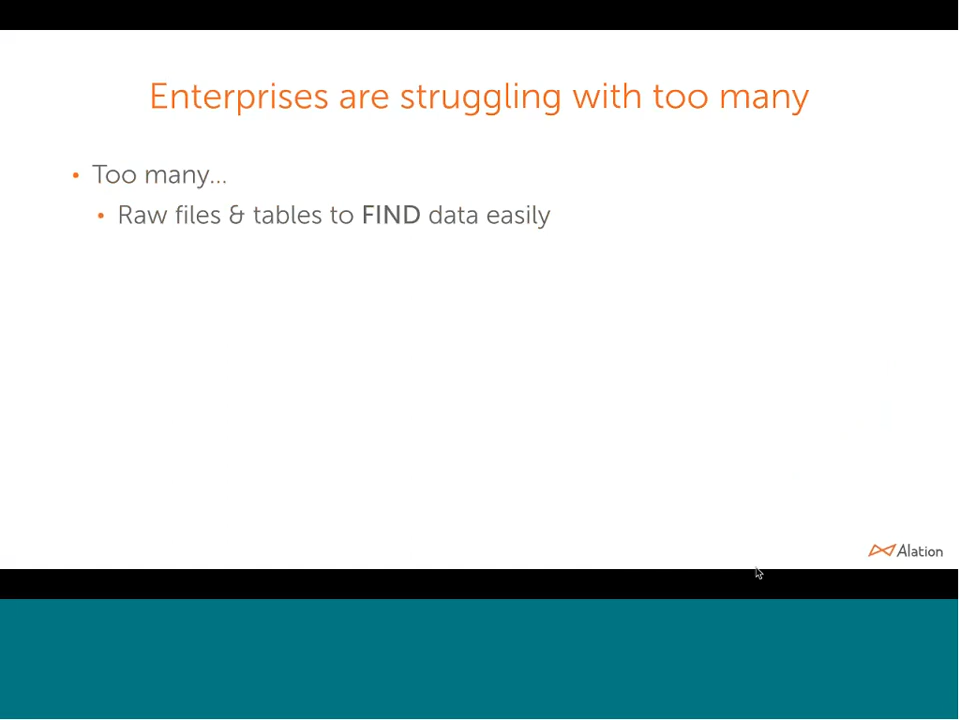 Enterprises are struggling with too many
• Too many...
• Raw files & tables to FIND data easily
Alation